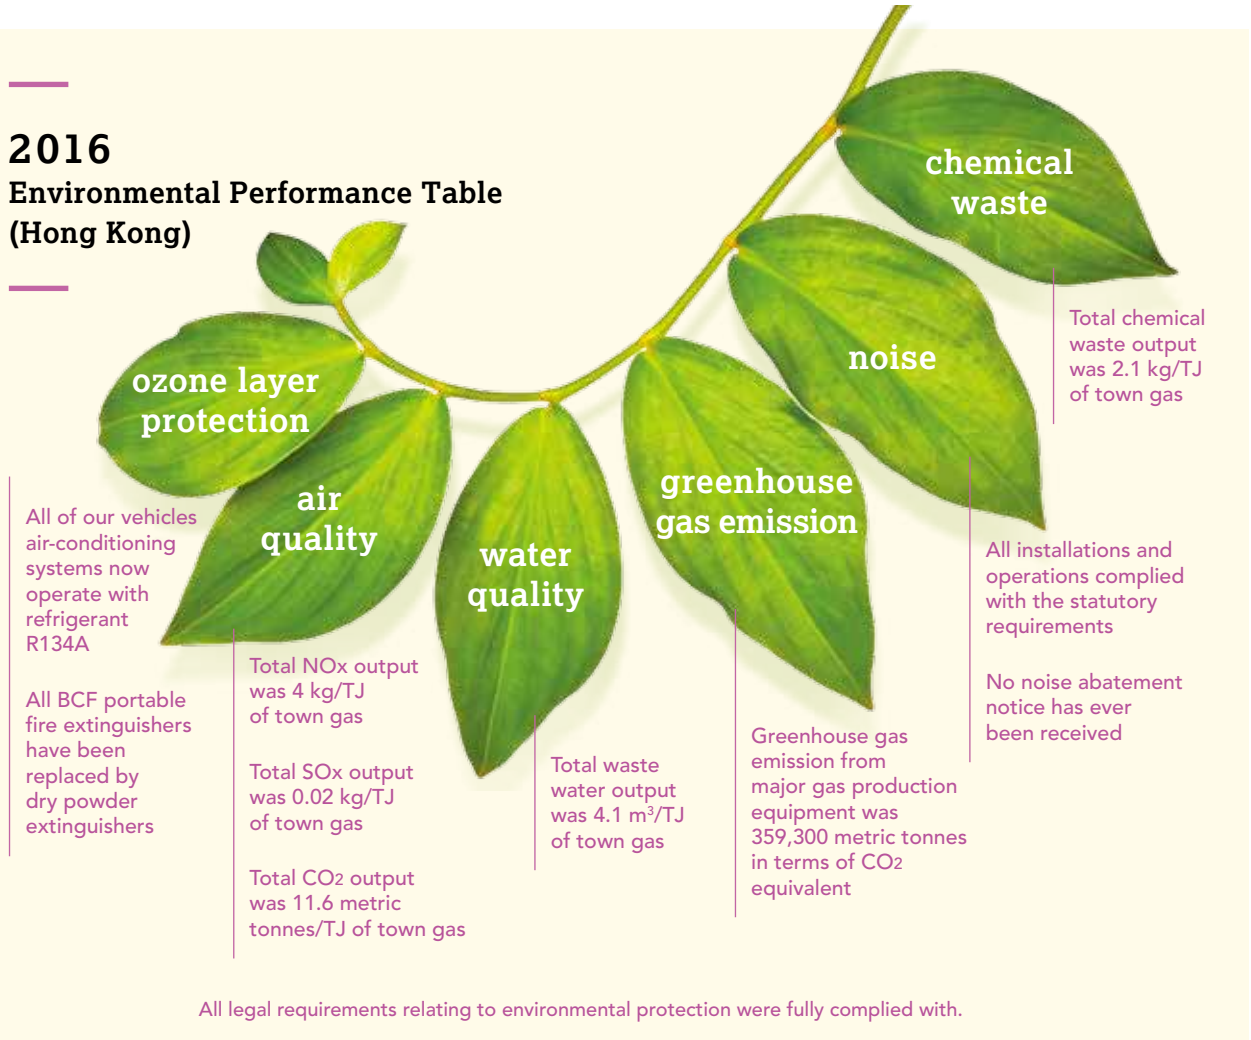 2016
Environmental Performance Table
(Hong Kong)
ozone layer
protection
All of our vehicles
air-conditioning
systems now
operate with
refrigerant
R134A
All BCF portable
fire extinguishers
have been
replaced by
dry powder
extinguishers
air
quality
Total NOx output
was 4 kg/TJ
of town gas
Total SOx output
was 0.02 kg/TJ
of town gas
Total CO2 output
was 11.6 metric
tonnes/TJ of town gas
water
quality
Total waste
water output
was 4.1 m³/TJ
of town gas
greenhouse
gas emission
Greenhouse gas
emission from
major gas production
equipment was
359,300 metric tonnes
in terms of CO2
equivalent
noise
All installations and
operations complied
with the statutory
requirements
No noise abatement
notice has ever
been received
chemical
waste
Total chemical
waste output
was 2.1 kg/TJ
of town gas
All legal requirements relating to environmental protection were fully complied with.